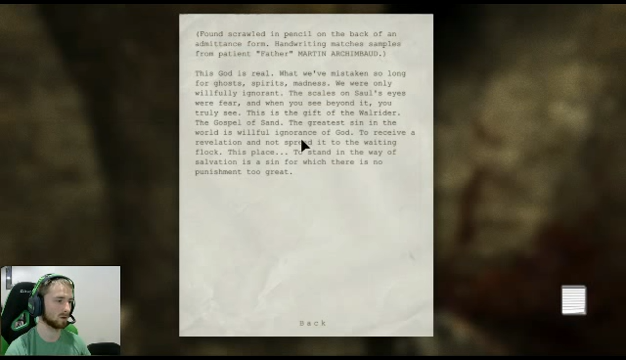 (Found scrawled in pencil on the back of an
admittance form. Handwriting matches samples
from patient "Father" MARTIN ARCHIMBAUD.)
This God is real. What we've mistaken so long
for ghosts, spirits, madness. We were only
willfully ignorant. The scales on Saul's eyes
were fear, and when you see beyond it, you
truly see. This is the gift of the Walrider.
The Gospel of Sand. The greatest sin in the
world is willful ignorance of God. To receive a
revelation and not spread it to the waiting
flock. This place... To stand in the way of
salvation is a sin for which there is no
punishment too great.
Back